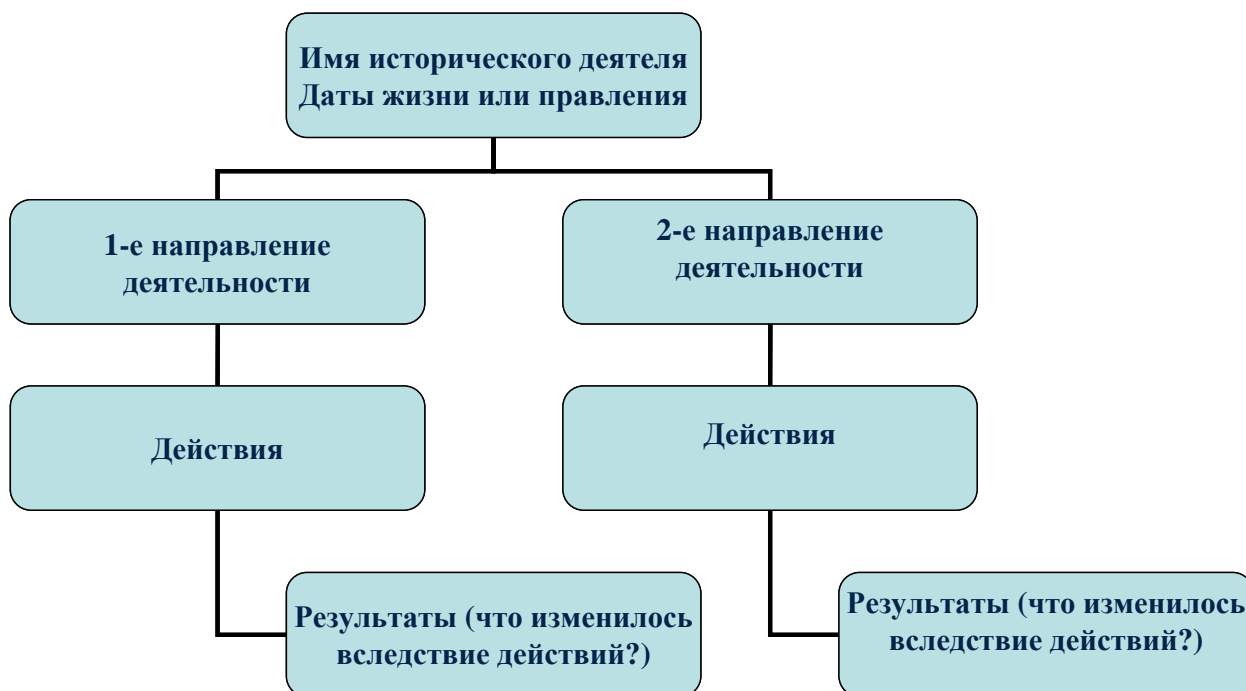 Имя исторического деятеля
Даты жизни или правления
1-е направление
деятельности
2-е направление
деятельности
Действия
Действия
Результаты (что изменилось
вследствие действий?)
Результаты (что изменилось
вследствие действий?)